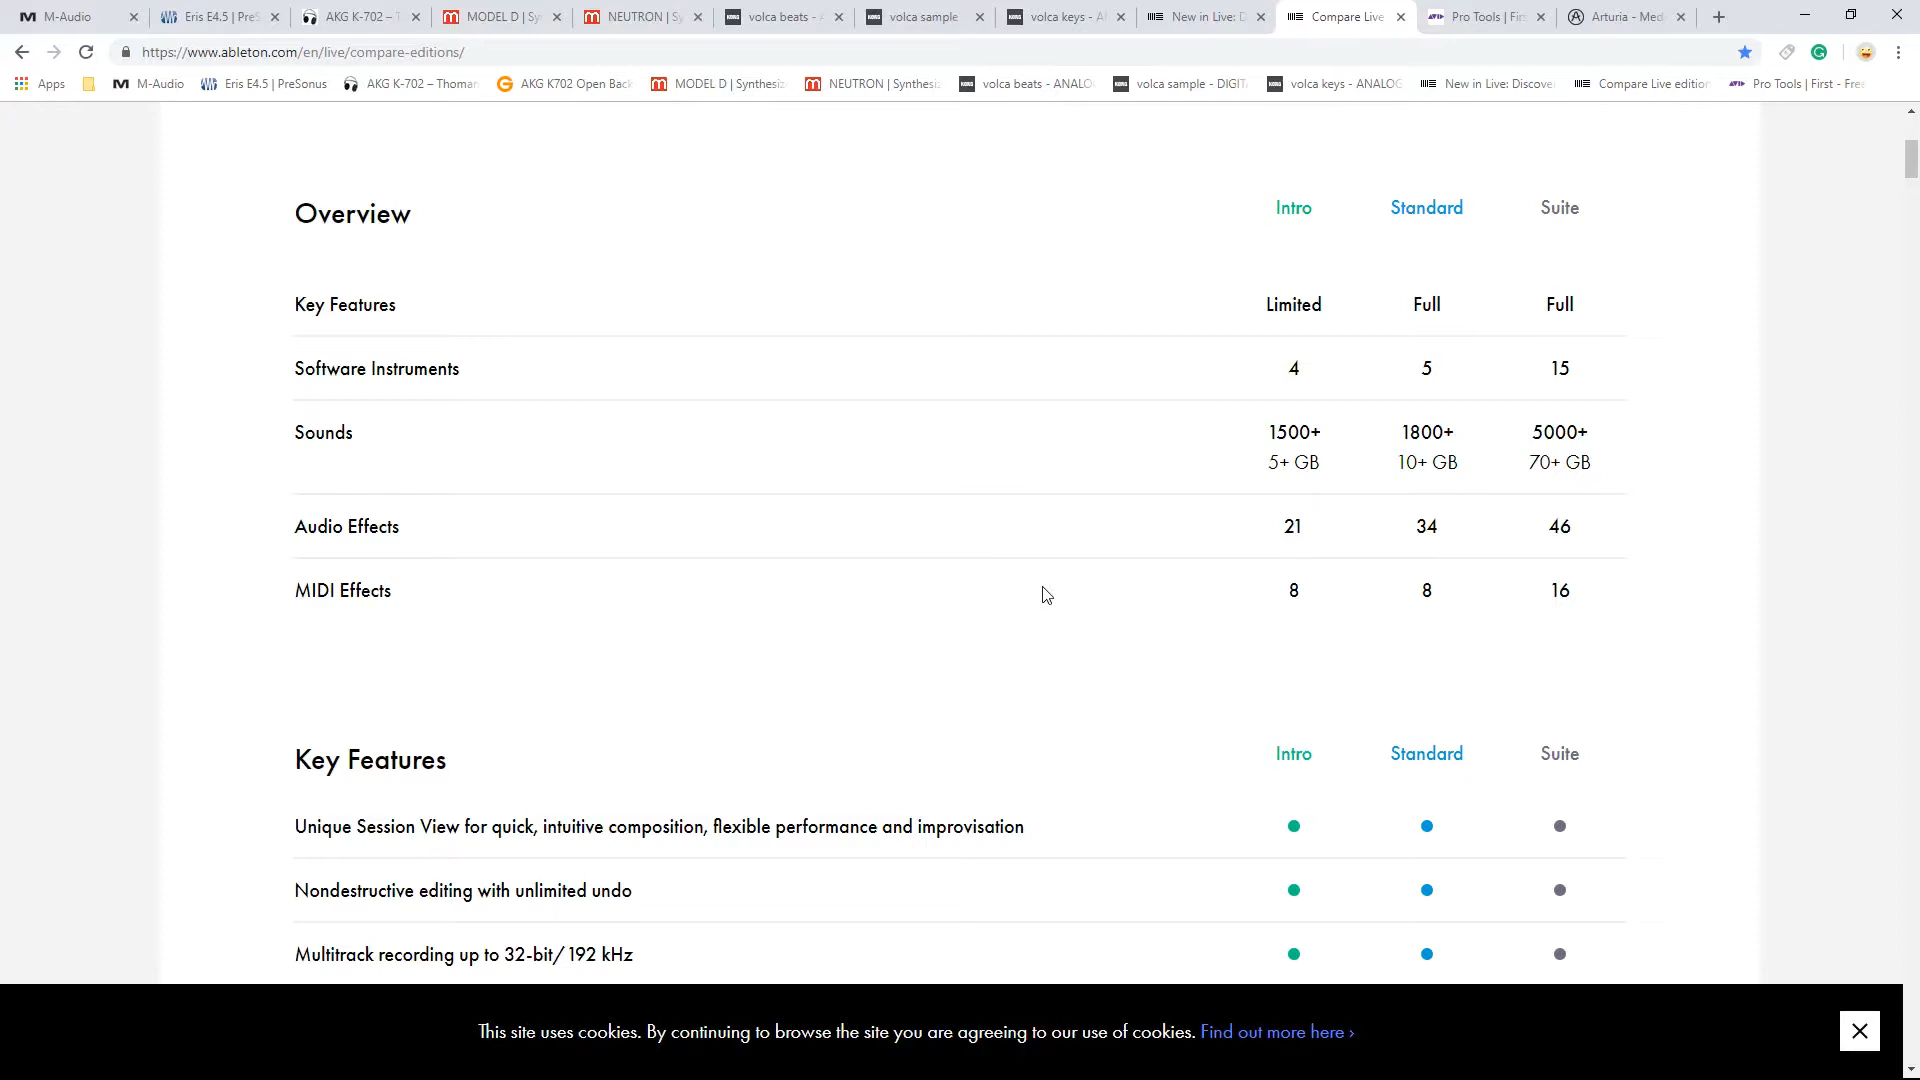 M-Audio
Eris E4.5 | PreS
AKG K-702 – T
MODEL D | Sy
NEUTRON | Sy
volca beats - A
volca sample
volca keys - A
New in Live: D
Compare Live
Pro Tools | Fir
Arturia - Med
https://www.ableton.com/en/live/compare-editions/
Apps
M-Audio
Eris E4.5 | PreSonus
AKG K-702 – Thoman
AKG K702 Open Back
MODEL D | Synthesiz
NEUTRON | Synthesiz
volca beats - ANALO
volca sample - DIGIT
volca keys - ANALOG
New in Live: Discove
Compare Live edition
Pro Tools | First - Free
Overview Intro Standard Suite
Key Features Limited Full Full
Software Instruments 4 5 15
Sounds 1500+ 1800+ 5000+
5+ GB 10+ GB 70+ GB
Audio Effects 21 34 46
MIDI Effects 8 8 16
Key Features Intro Standard Suite
Unique Session View for quick, intuitive composition, flexible performance and improvisation
Nondestructive editing with unlimited undo
Multitrack recording up to 32-bit/192 kHz
This site uses cookies. By continuing to browse the site you are agreeing to our use of cookies. Find out more here ›